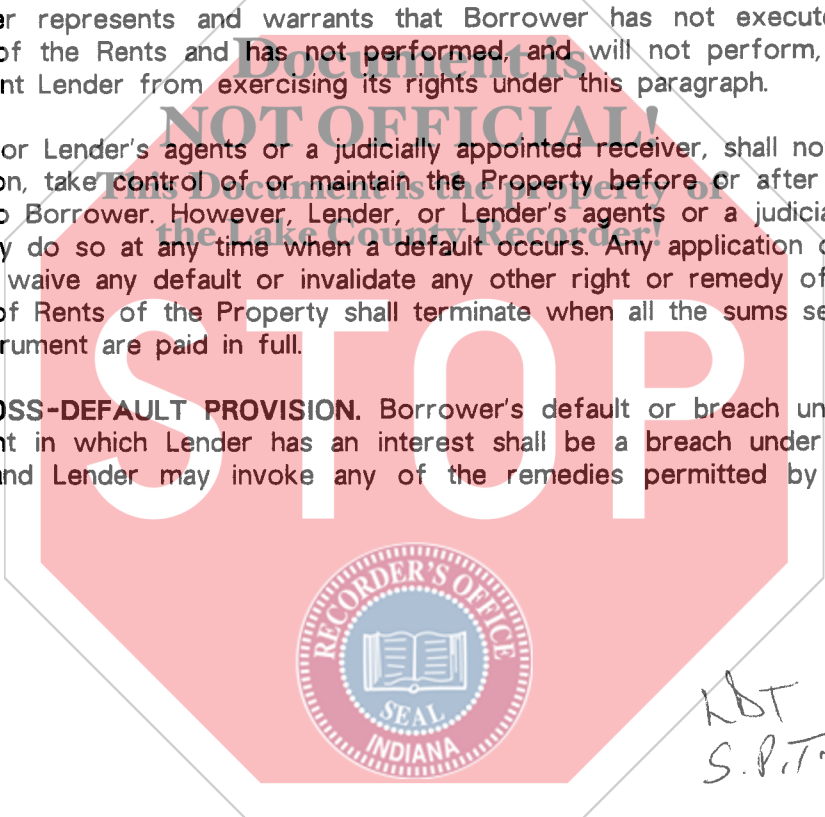 er represents and warrants that Borrower has not execute
of the Rents and has not performed, and will not perform,
Document is
nt Lender from exercising its rights under this paragraph.
NOT OFFICIAL!
or Lender's agents or a judicially appointed receiver, shall no
on, take control of or maintain the Property before or after
This Document is the property of
o Borrower. However, Lender, or Lender's agents or a judicia
the Lake County Recorder!
y do so at any time when a default occurs. Any application o
waive any default or invalidate any other right or remedy of
of Rents of the Property shall terminate when all the sums se
rument are paid in full.
STOP
OSS-DEFAULT PROVISION. Borrower's default or breach un
nt in which Lender has an interest shall be a breach under
nd Lender may invoke any of the remedies permitted by
RECORDER'S OFFICE
SEAL
INDIANA
LDT
S.P.T.